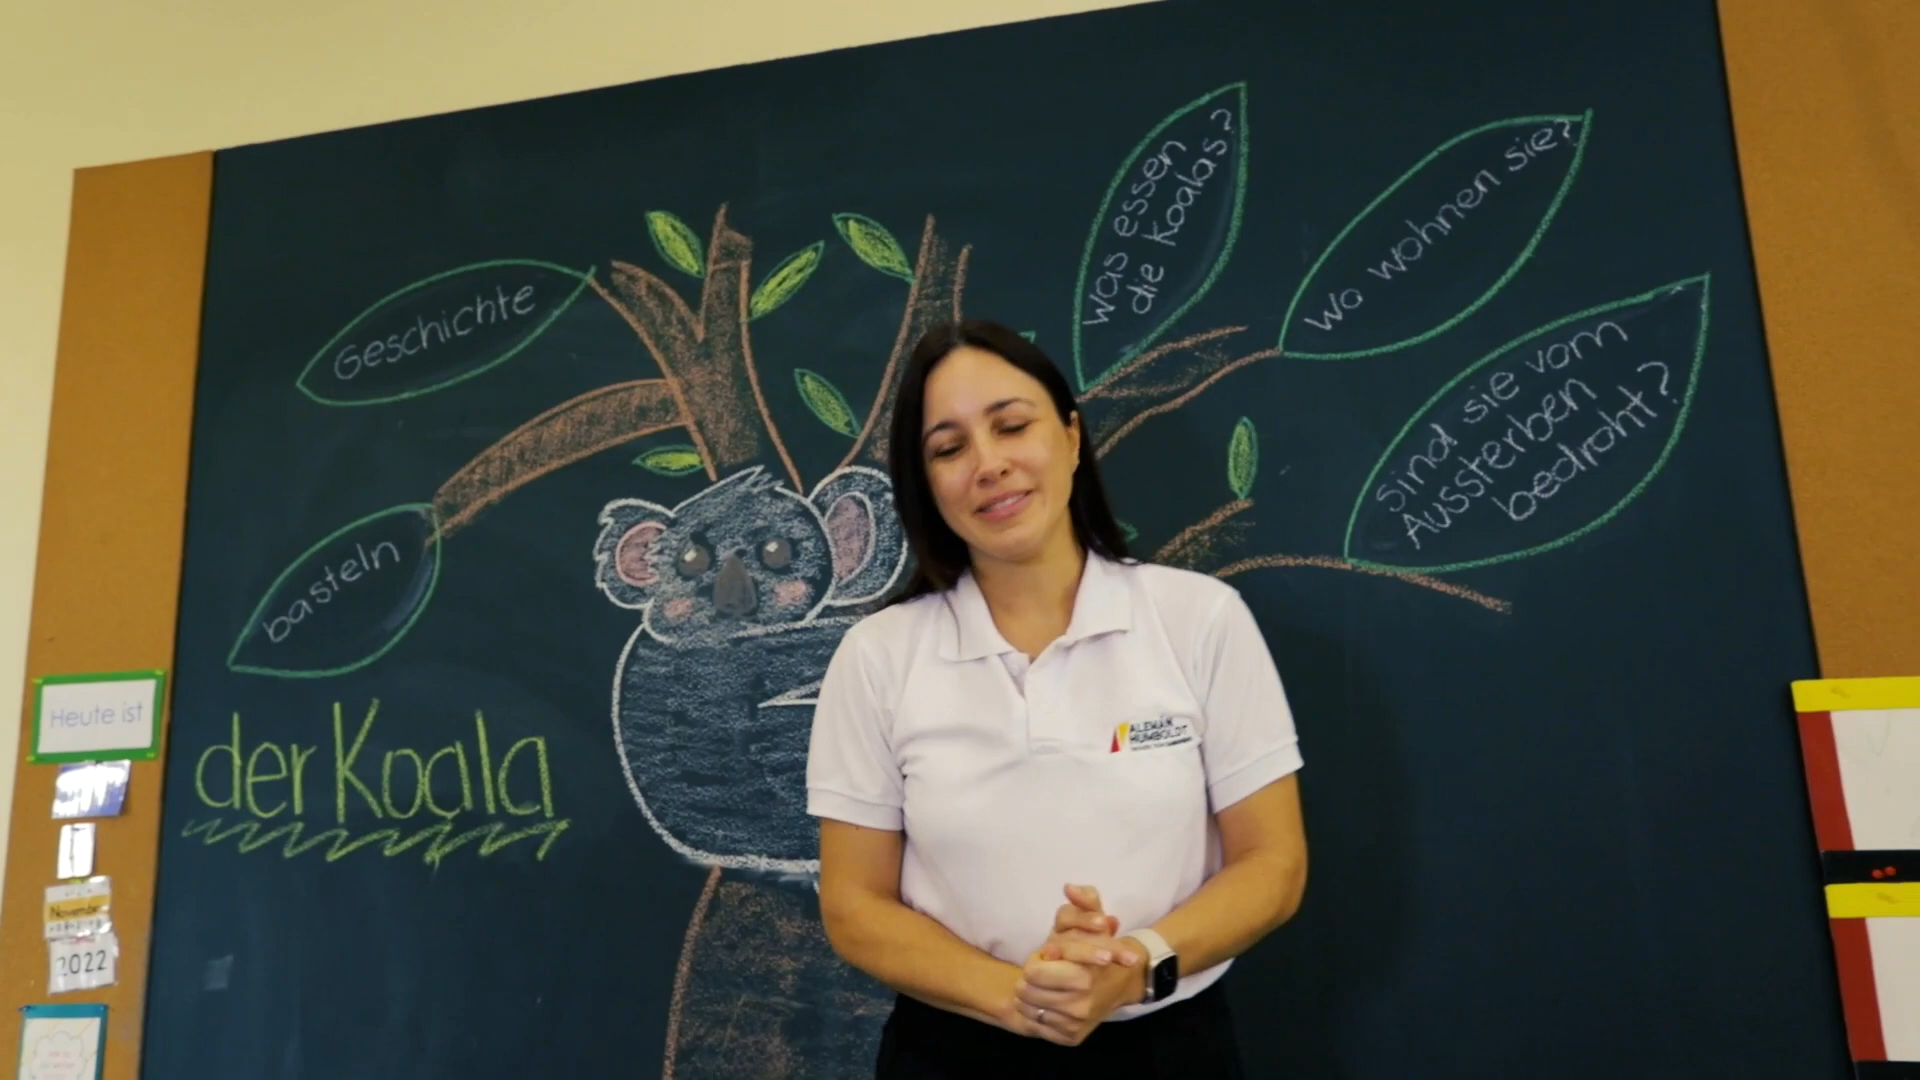 was essen
die Koalas?
wo wohnen sie?
Geschichte
sind sie vom
Aussterben
bedroht?
basteln
der Koala
Heute ist
November
2022
ALEMÁN
HUMBOLDT